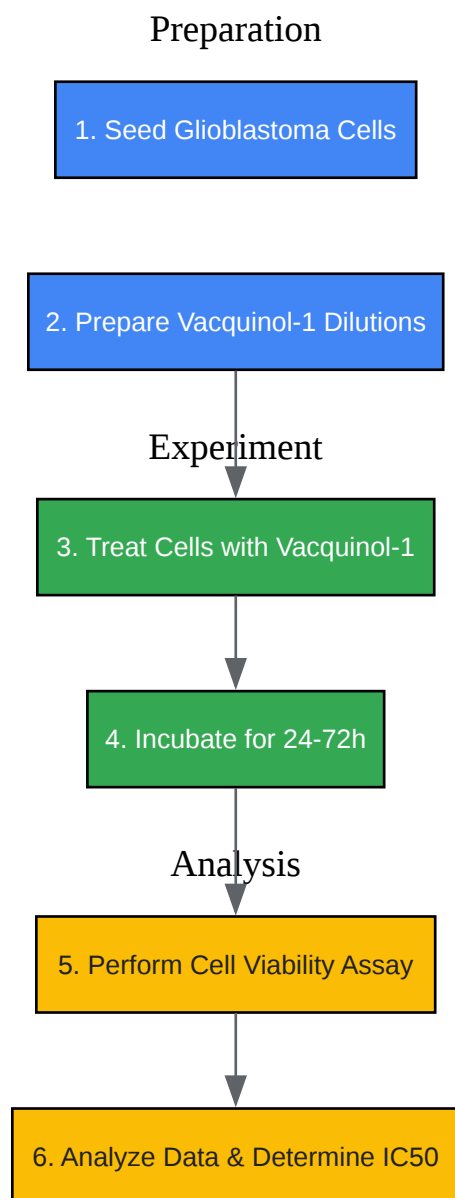 Preparation
1. Seed Glioblastoma Cells
2. Prepare Vacquinol-1 Dilutions
Experiment
3. Treat Cells with Vacquinol-1
4. Incubate for 24-72h
Analysis
5. Perform Cell Viability Assay
6. Analyze Data & Determine IC50